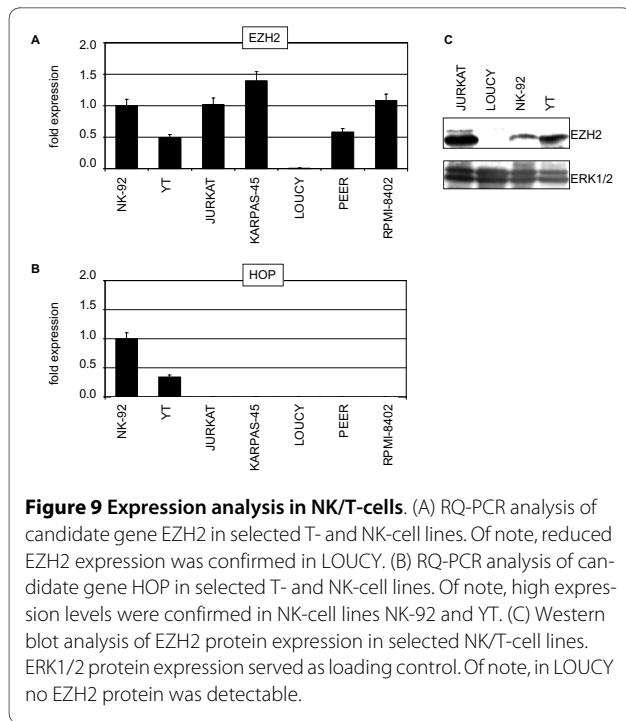 A
EZH2
2.0
1.5
1.0
0.5
0.0
fold expression
NK-92
YT
JURKAT
KARPAS-45
LOUCY
PEER
RPMI-8402
B
HOP
2.0
1.5
1.0
0.5
0.0
fold expression
NK-92
YT
JURKAT
KARPAS-45
LOUCY
PEER
RPMI-8402
C
JURKAT
LOUCY
NK-92
YT
EZH2
ERK1/2
Figure 9 Expression analysis in NK/T-cells. (A) RQ-PCR analysis of
candidate gene EZH2 in selected T- and NK-cell lines. Of note, reduced
EZH2 expression was confirmed in LOUCY. (B) RQ-PCR analysis of can-
didate gene HOP in selected T- and NK-cell lines. Of note, high expres-
sion levels were confirmed in NK-cell lines NK-92 and YT. (C) Western
blot analysis of EZH2 protein expression in selected NK/T-cell lines.
ERK1/2 protein expression served as loading control. Of note, in LOUCY
no EZH2 protein was detectable.